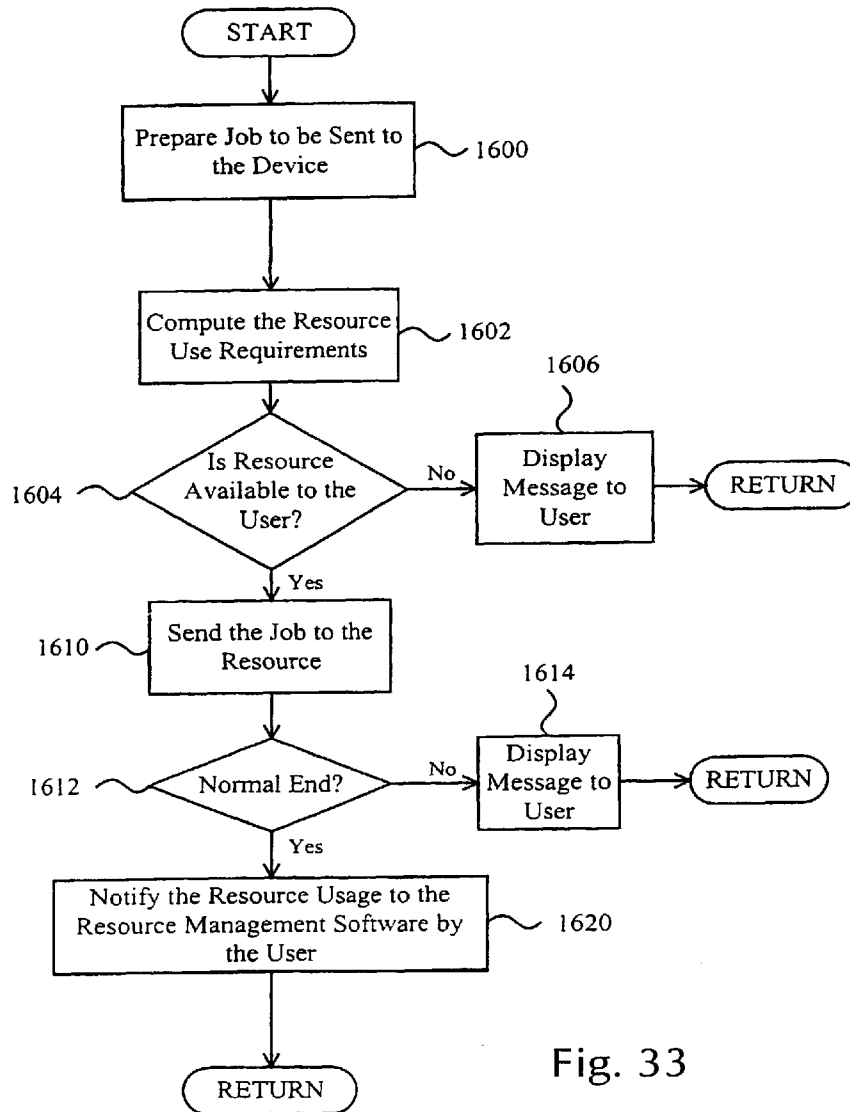 START
Prepare Job to be Sent to
the Device
1600
Compute the Resource
Use Requirements
1602
1604
Is Resource
Available to the
User?
No
1606
Display
Message to
User
RETURN
Yes
1610
Send the Job to the
Resource
1612
Normal End?
No
1614
Display
Message to
User
RETURN
Yes
Notify the Resource Usage to the
Resource Management Software by
the User
1620
RETURN
Fig. 33